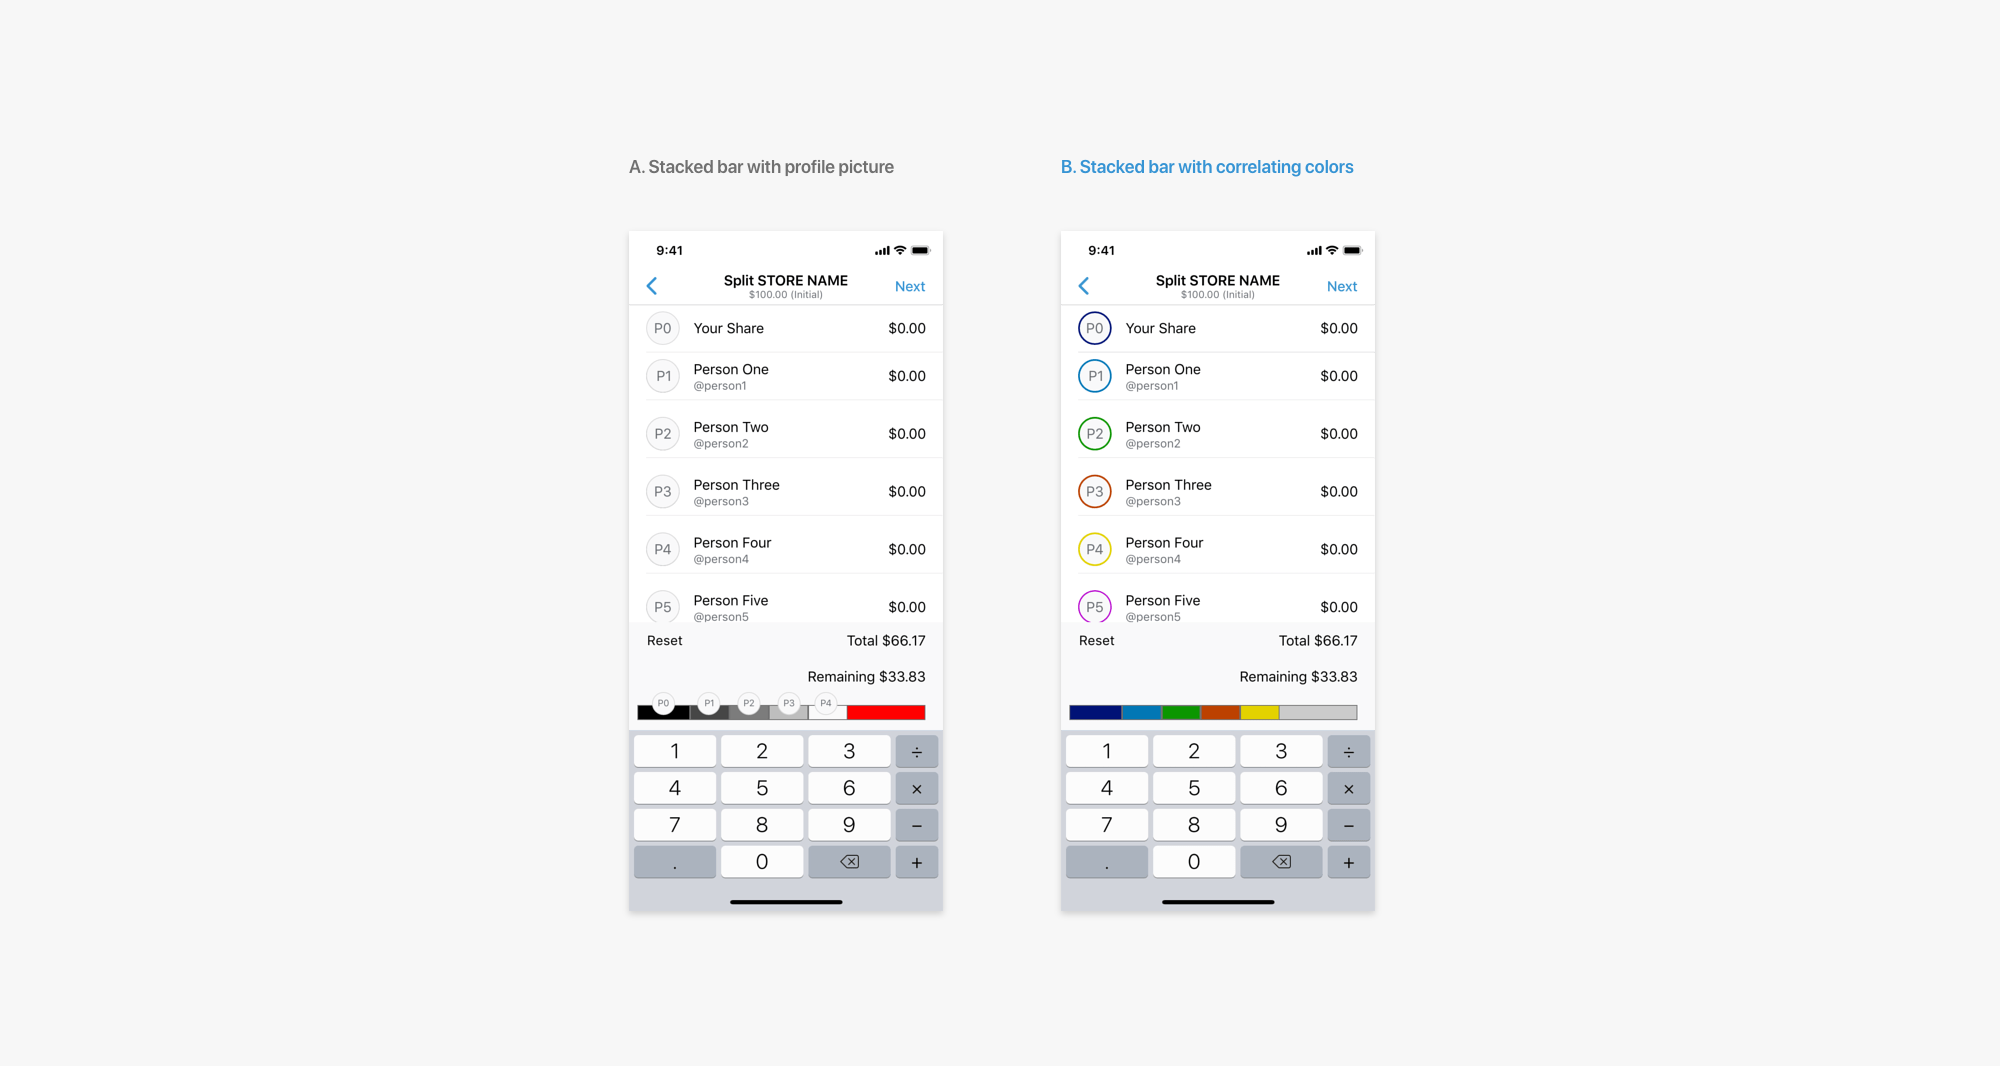 A. Stacked bar with profile picture
9:41
Split STORE NAME
$100.00 (Initial)
Next
P0 Your Share $0.00
P1 Person One $0.00
@person1
P2 Person Two $0.00
@person2
P3 Person Three $0.00
@person3
P4 Person Four $0.00
@person4
P5 Person Five $0.00
@person5
Reset Total $66.17
Remaining $33.83
P0 P1 P2 P3 P4
1 2 3 ÷
4 5 6 ×
7 8 9 −
. 0 +
B. Stacked bar with correlating colors
9:41
Split STORE NAME
$100.00 (Initial)
Next
P0 Your Share $0.00
P1 Person One $0.00
@person1
P2 Person Two $0.00
@person2
P3 Person Three $0.00
@person3
P4 Person Four $0.00
@person4
P5 Person Five $0.00
@person5
Reset Total $66.17
Remaining $33.83
1 2 3 ÷
4 5 6 ×
7 8 9 −
. 0 +